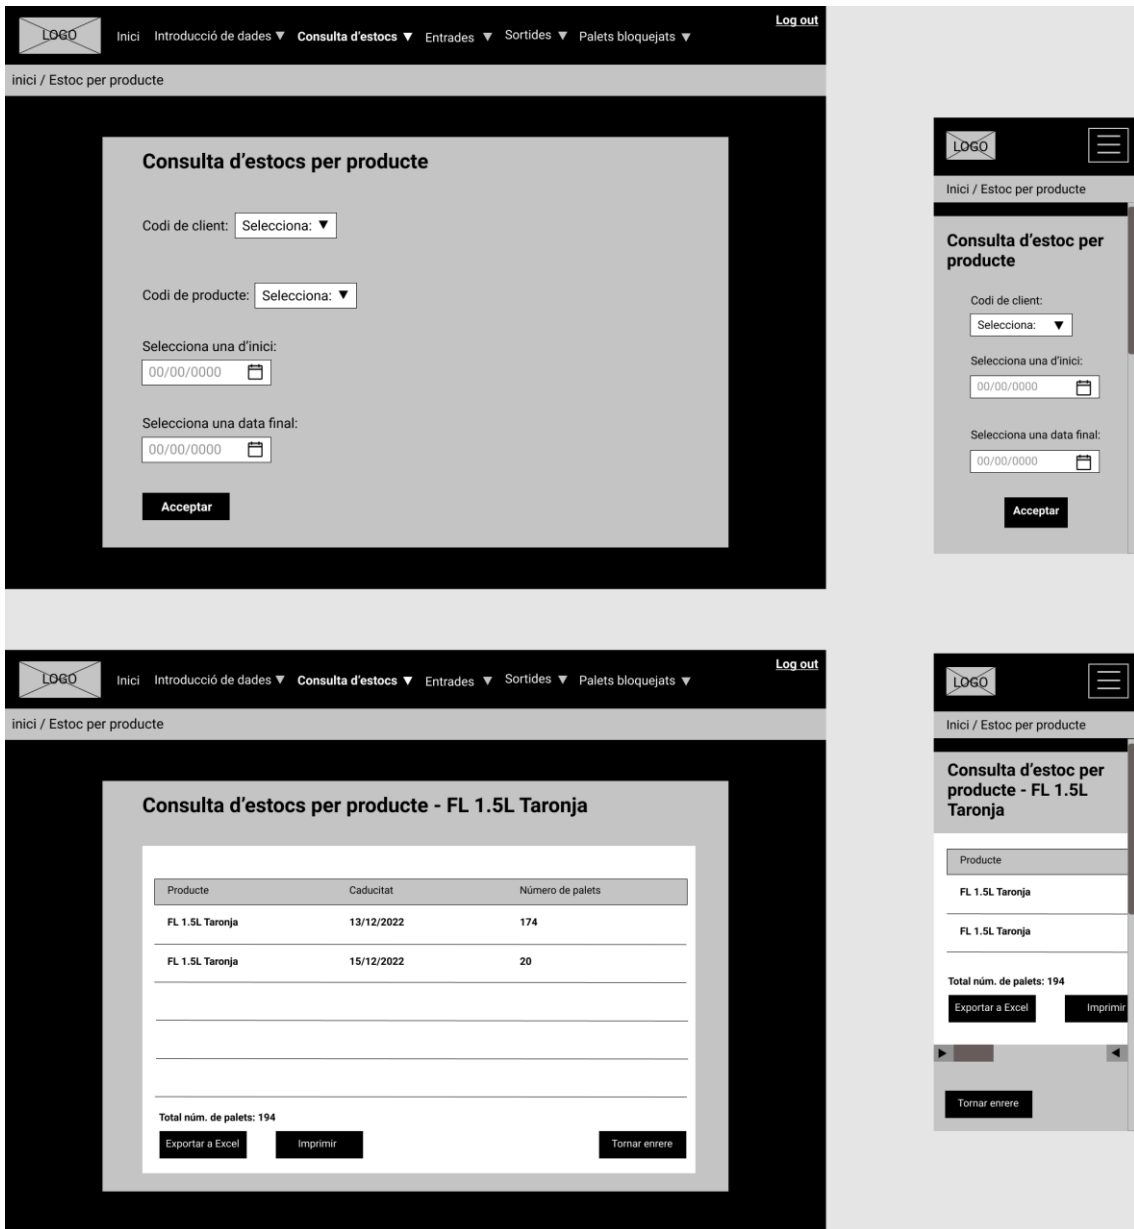 LOGO Inici Introducció de dades ▼ Consulta d'estocs ▼ Entrades ▼ Sortides ▼ Palets bloquejats ▼ Log out
inici / Estoc per producte
Consulta d'estocs per producte
Codi de client: Selecciona: ▼
Codi de producte: Selecciona: ▼
Selecciona una d'inici:
00/00/0000
Selecciona una data final:
00/00/0000
Acceptar
LOGO
Inici / Estoc per producte
Consulta d'estoc per
producte
Codi de client:
Selecciona: ▼
Selecciona una d'inici:
00/00/0000
Selecciona una data final:
00/00/0000
Acceptar
LOGO Inici Introducció de dades ▼ Consulta d'estocs ▼ Entrades ▼ Sortides ▼ Palets bloquejats ▼ Log out
inici / Estoc per producte
Consulta d'estocs per producte - FL 1.5L Taronja
Producte Caducitat Número de palets
FL 1.5L Taronja 13/12/2022 174
FL 1.5L Taronja 15/12/2022 20
Total núm. de palets: 194
Exportar a Excel Imprimir Tornar enrere
LOGO
Inici / Estoc per producte
Consulta d'estoc per
producte - FL 1.5L
Taronja
Producte
FL 1.5L Taronja
FL 1.5L Taronja
Total núm. de palets: 194
Exportar a Excel Imprimir
Tornar enrere